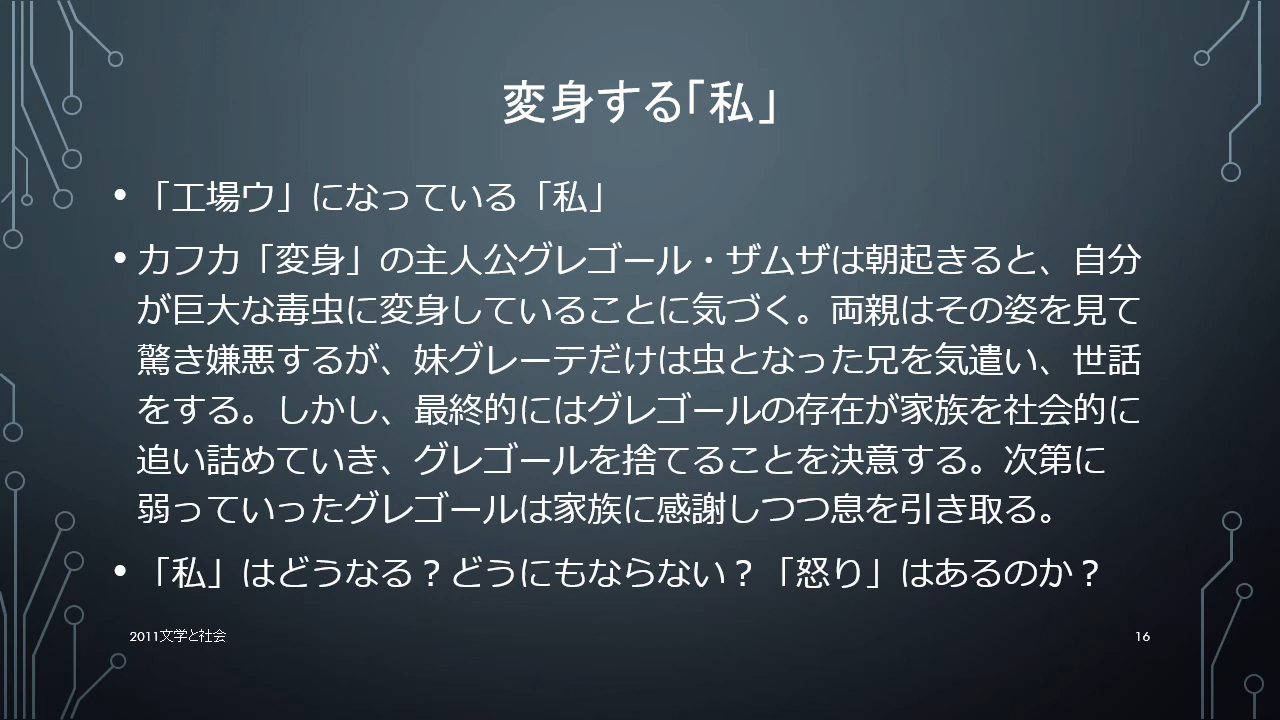 変身する「私」
• 「工場ウ」になっている「私」
• カフカ「変身」の主人公グレゴール・ザムザは朝起きると、自分
が巨大な毒虫に変身していることに気づく。両親はその姿を見て
驚き嫌悪するが、妹グレーテだけは虫となった兄を気遣い、世話
をする。しかし、最終的にはグレゴールの存在が家族を社会的に
追い詰めていき、グレゴールを捨てることを決意する。次第に
弱っていったグレゴールは家族に感謝しつつ息を引き取る。
• 「私」はどうなる？どうにもならない？「怒り」はあるのか？
2011文学と社会
16